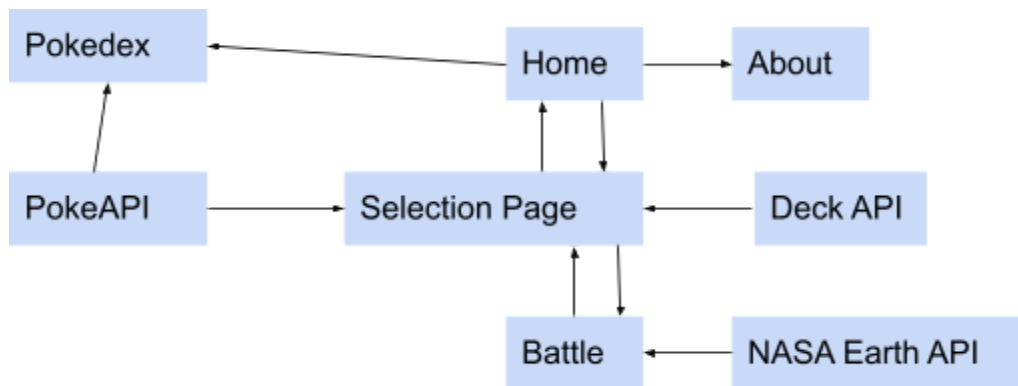 Pokedex
Home
About
PokeAPI
Selection Page
Deck API
Battle
NASA Earth API